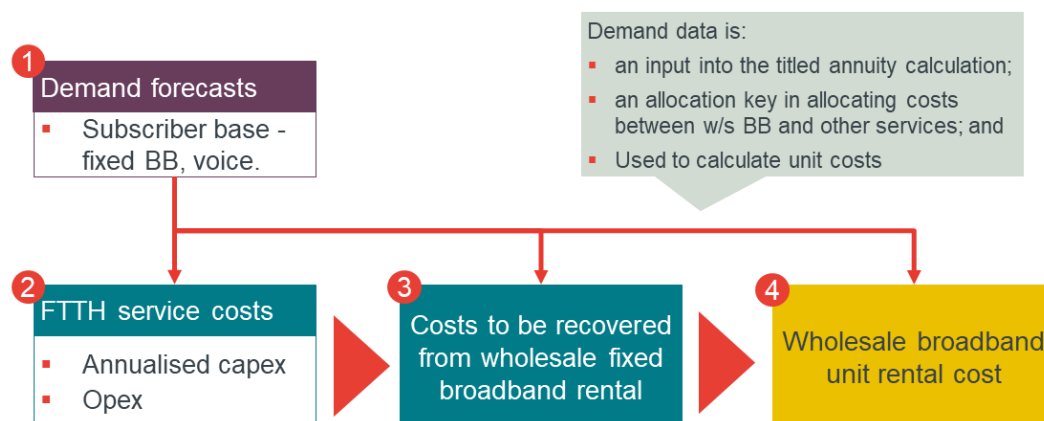 1
Demand forecasts
▪ Subscriber base -
fixed BB, voice.
Demand data is:
▪ an input into the titled annuity calculation;
▪ an allocation key in allocating costs
between w/s BB and other services; and
▪ Used to calculate unit costs
2
FTTH service costs
▪ Annualised capex
▪ Opex
3
Costs to be recovered
from wholesale fixed
broadband rental
4
Wholesale broadband
unit rental cost